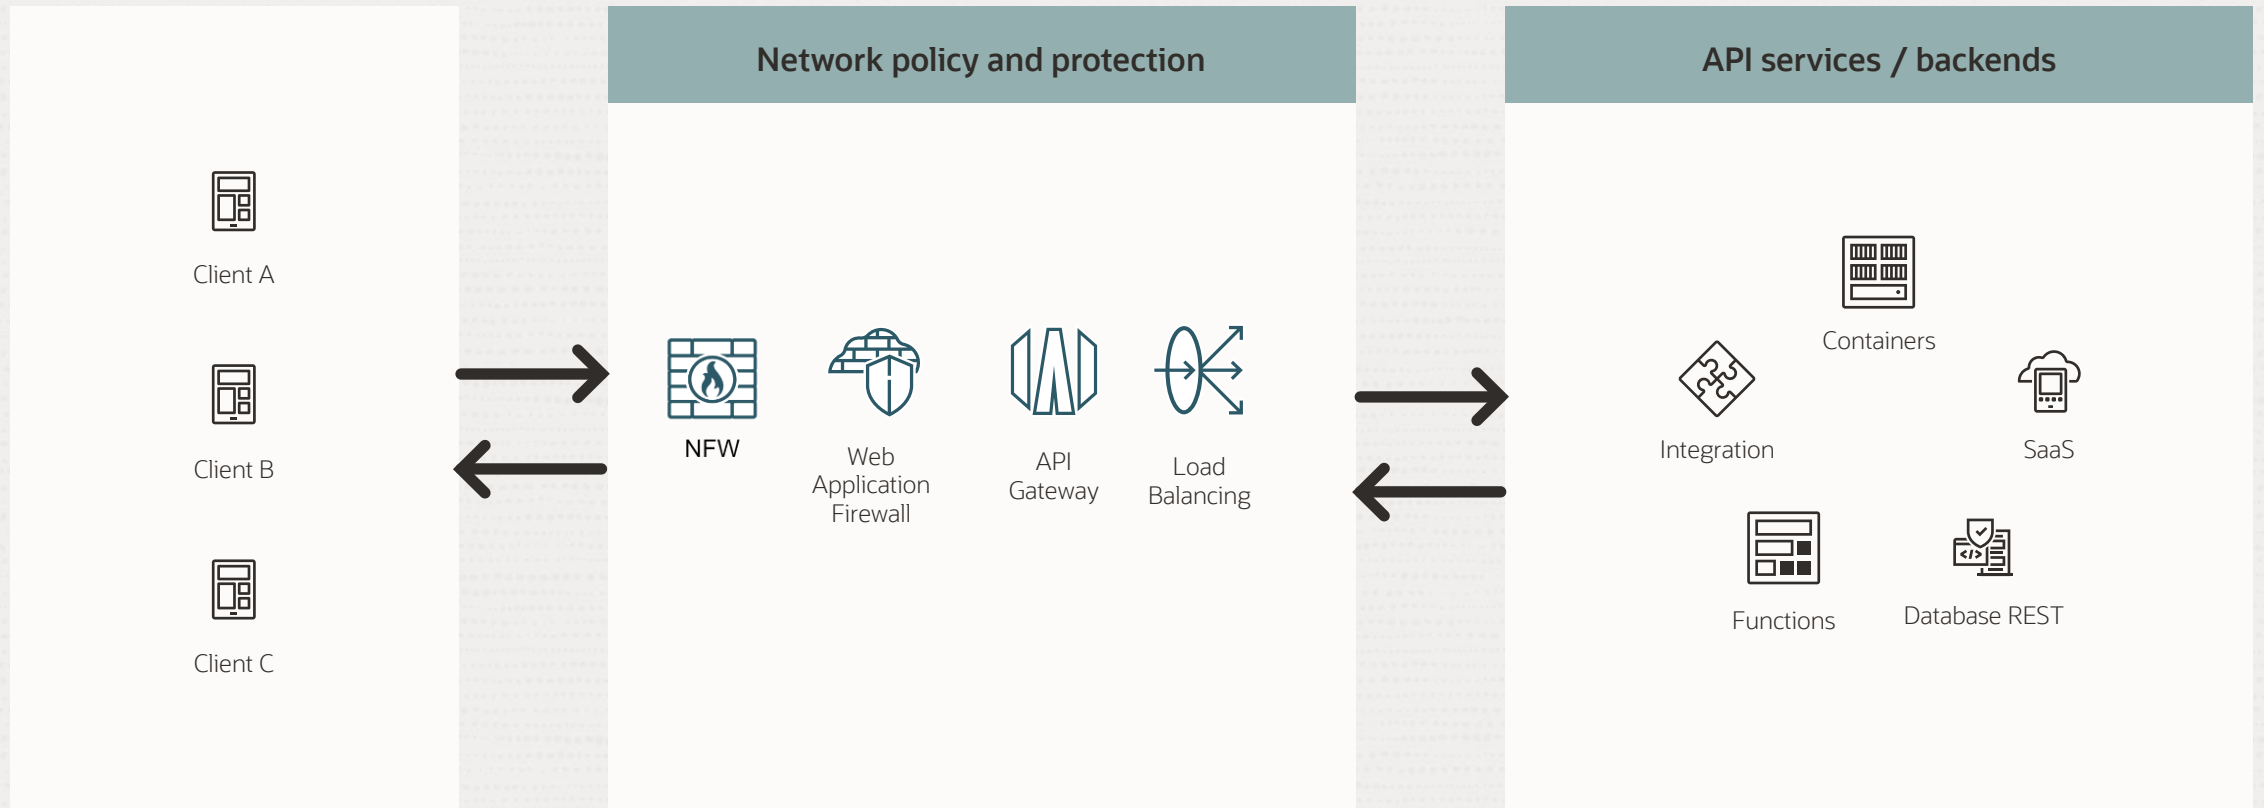 Network policy and protection
API services / backends
Client A
Client B
Client C
NFW
Web
Application
Firewall
API
Gateway
Load
Balancing
Containers
Integration
SaaS
Functions
Database REST